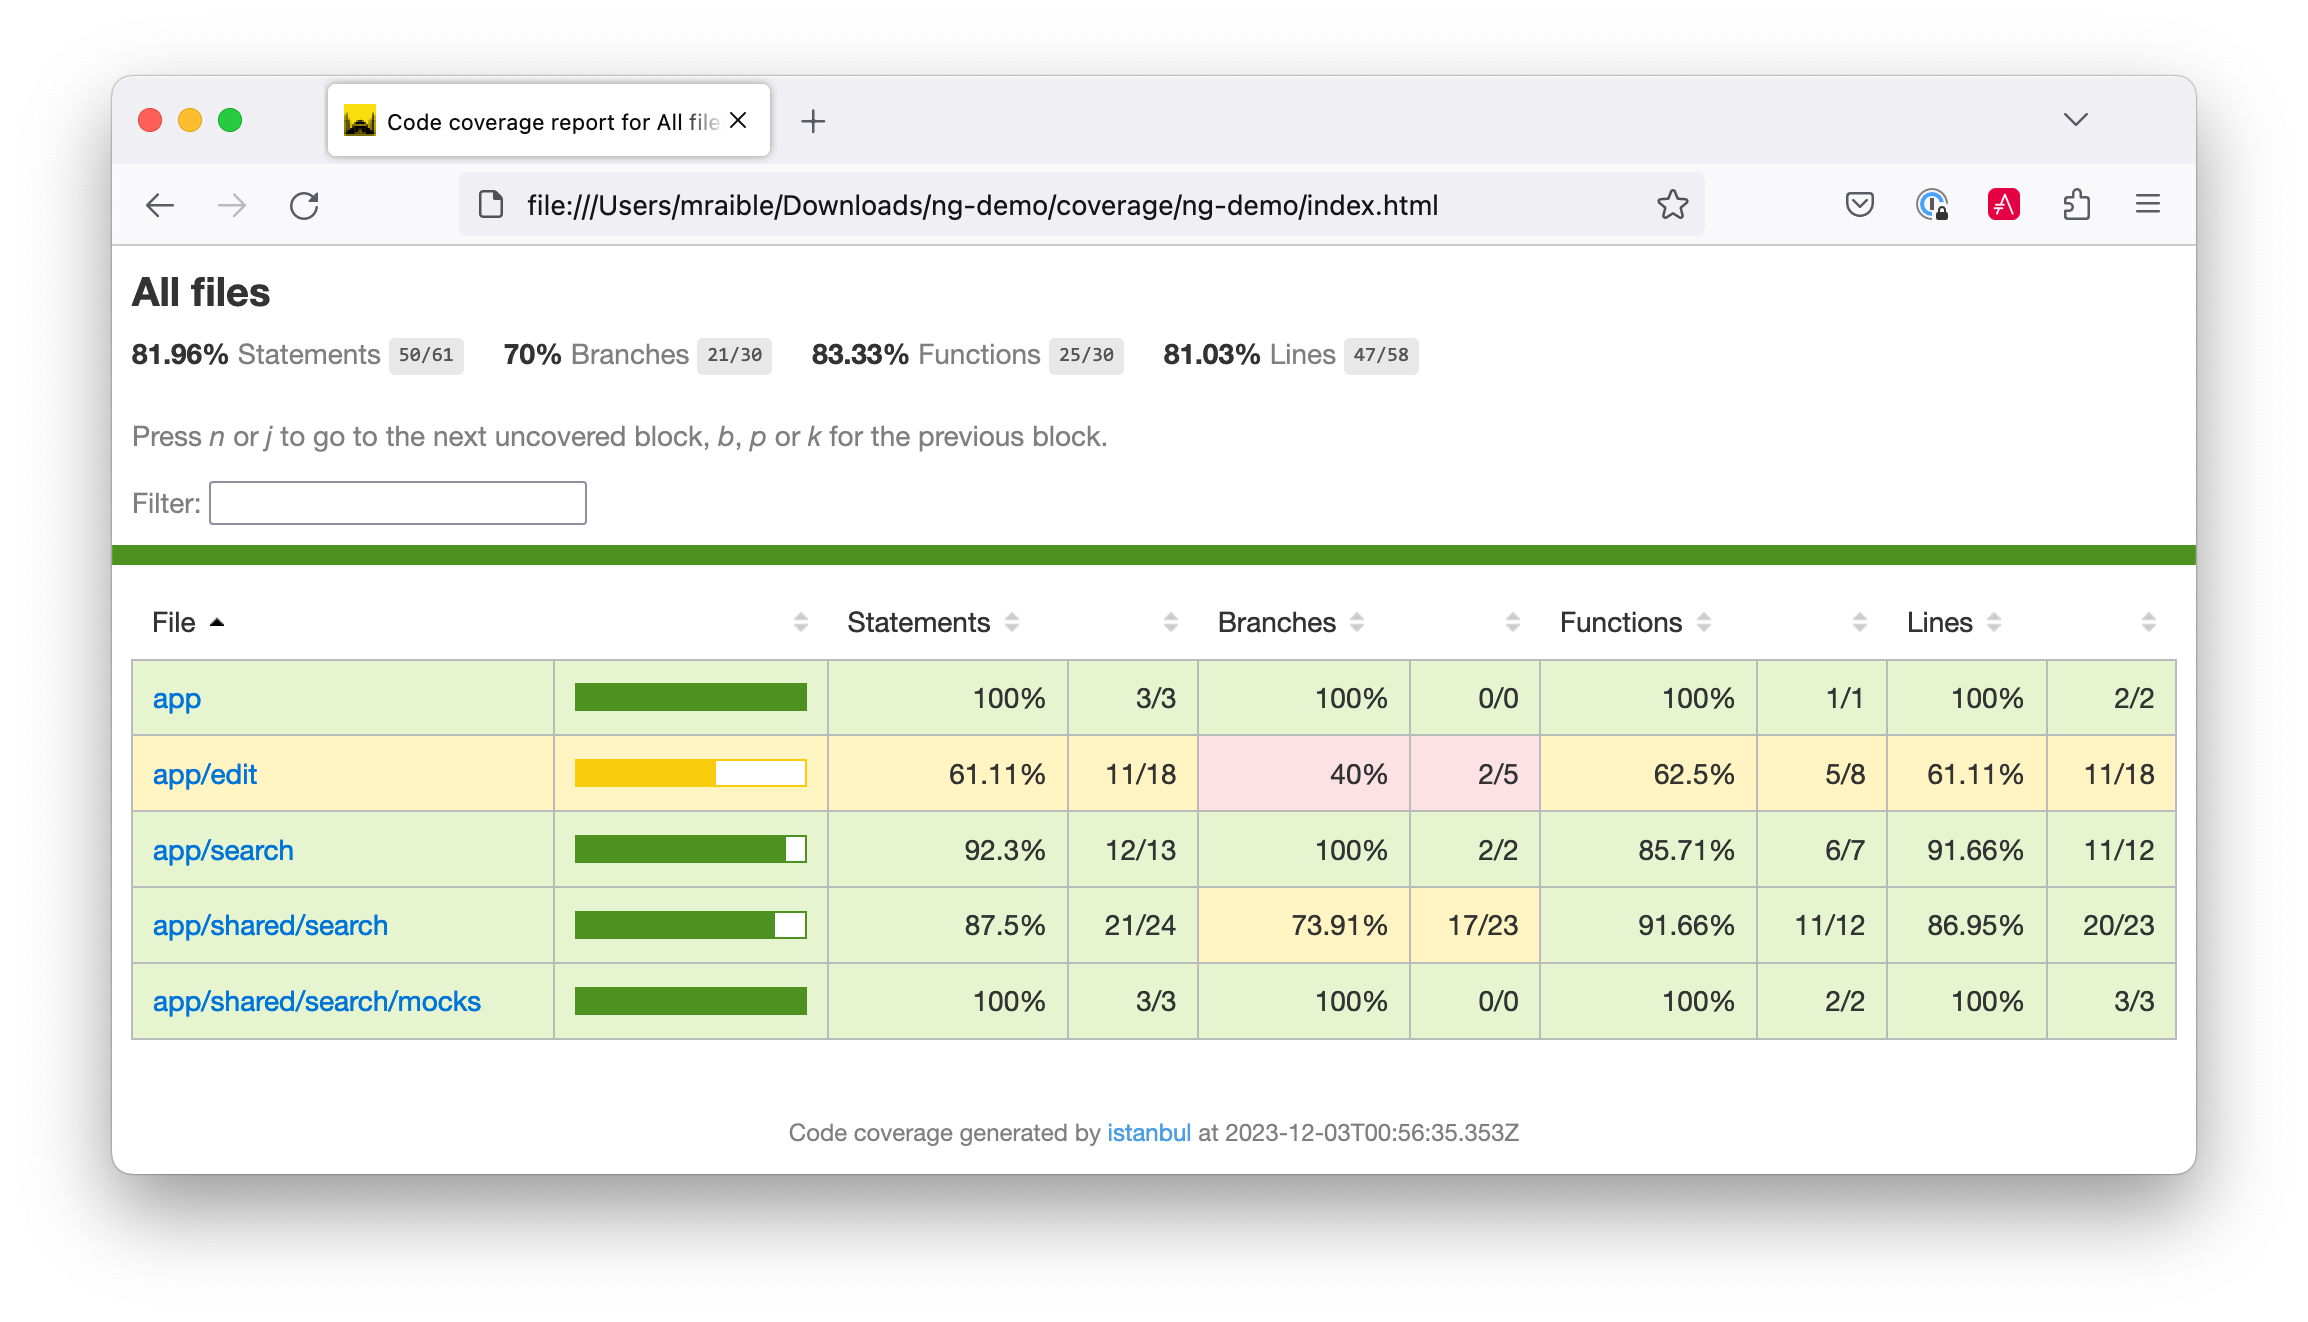 Code coverage report for All file
file:///Users/mraible/Downloads/ng-demo/coverage/ng-demo/index.html
All files
81.96% Statements 50/61 70% Branches 21/30 83.33% Functions 25/30 81.03% Lines 47/58
Press n or j to go to the next uncovered block, b, p or k for the previous block.
Filter:
File Statements Branches Functions Lines
app 100% 3/3 100% 0/0 100% 1/1 100% 2/2
app/edit 61.11% 11/18 40% 2/5 62.5% 5/8 61.11% 11/18
app/search 92.3% 12/13 100% 2/2 85.71% 6/7 91.66% 11/12
app/shared/search 87.5% 21/24 73.91% 17/23 91.66% 11/12 86.95% 20/23
app/shared/search/mocks 100% 3/3 100% 0/0 100% 2/2 100% 3/3
Code coverage generated by istanbul at 2023-12-03T00:56:35.353Z